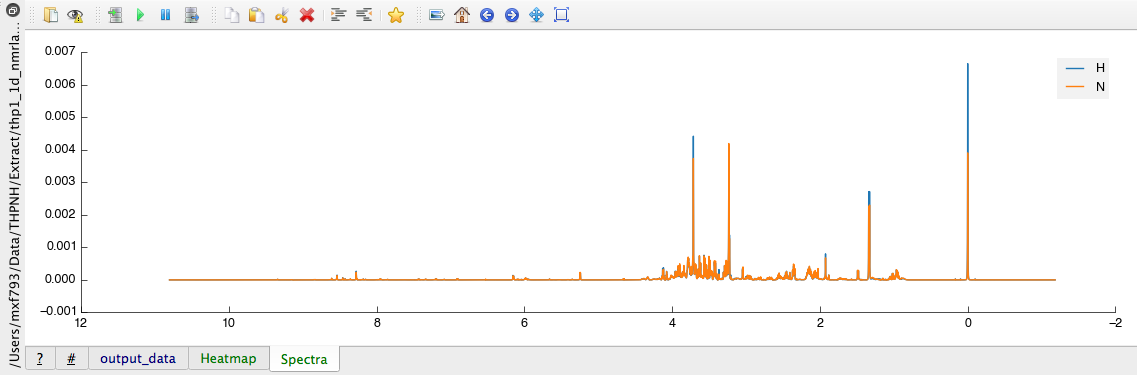 /Users/mxf793/Data/THPNH/Extract/thp1_1d_nmrla...
0.007
0.006
0.005
0.004
0.003
0.002
0.001
0.000
−0.001
12 10 8 6 4 2 0 −2
H
N
? # output_data Heatmap Spectra